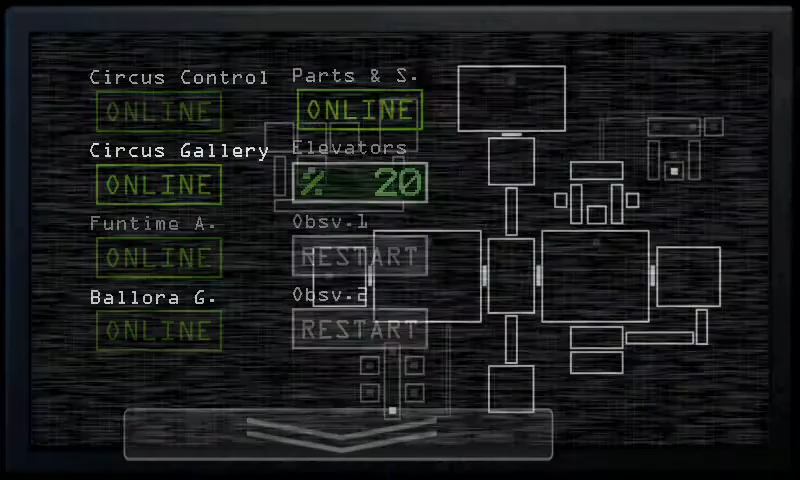 Circus Control
ONLINE
Circus Gallery
ONLINE
Funtime A.
ONLINE
Ballora G.
ONLINE
Parts & S.
ONLINE
Elevators
% 20
Obsv.1
RESTART
Obsv.2
RESTART